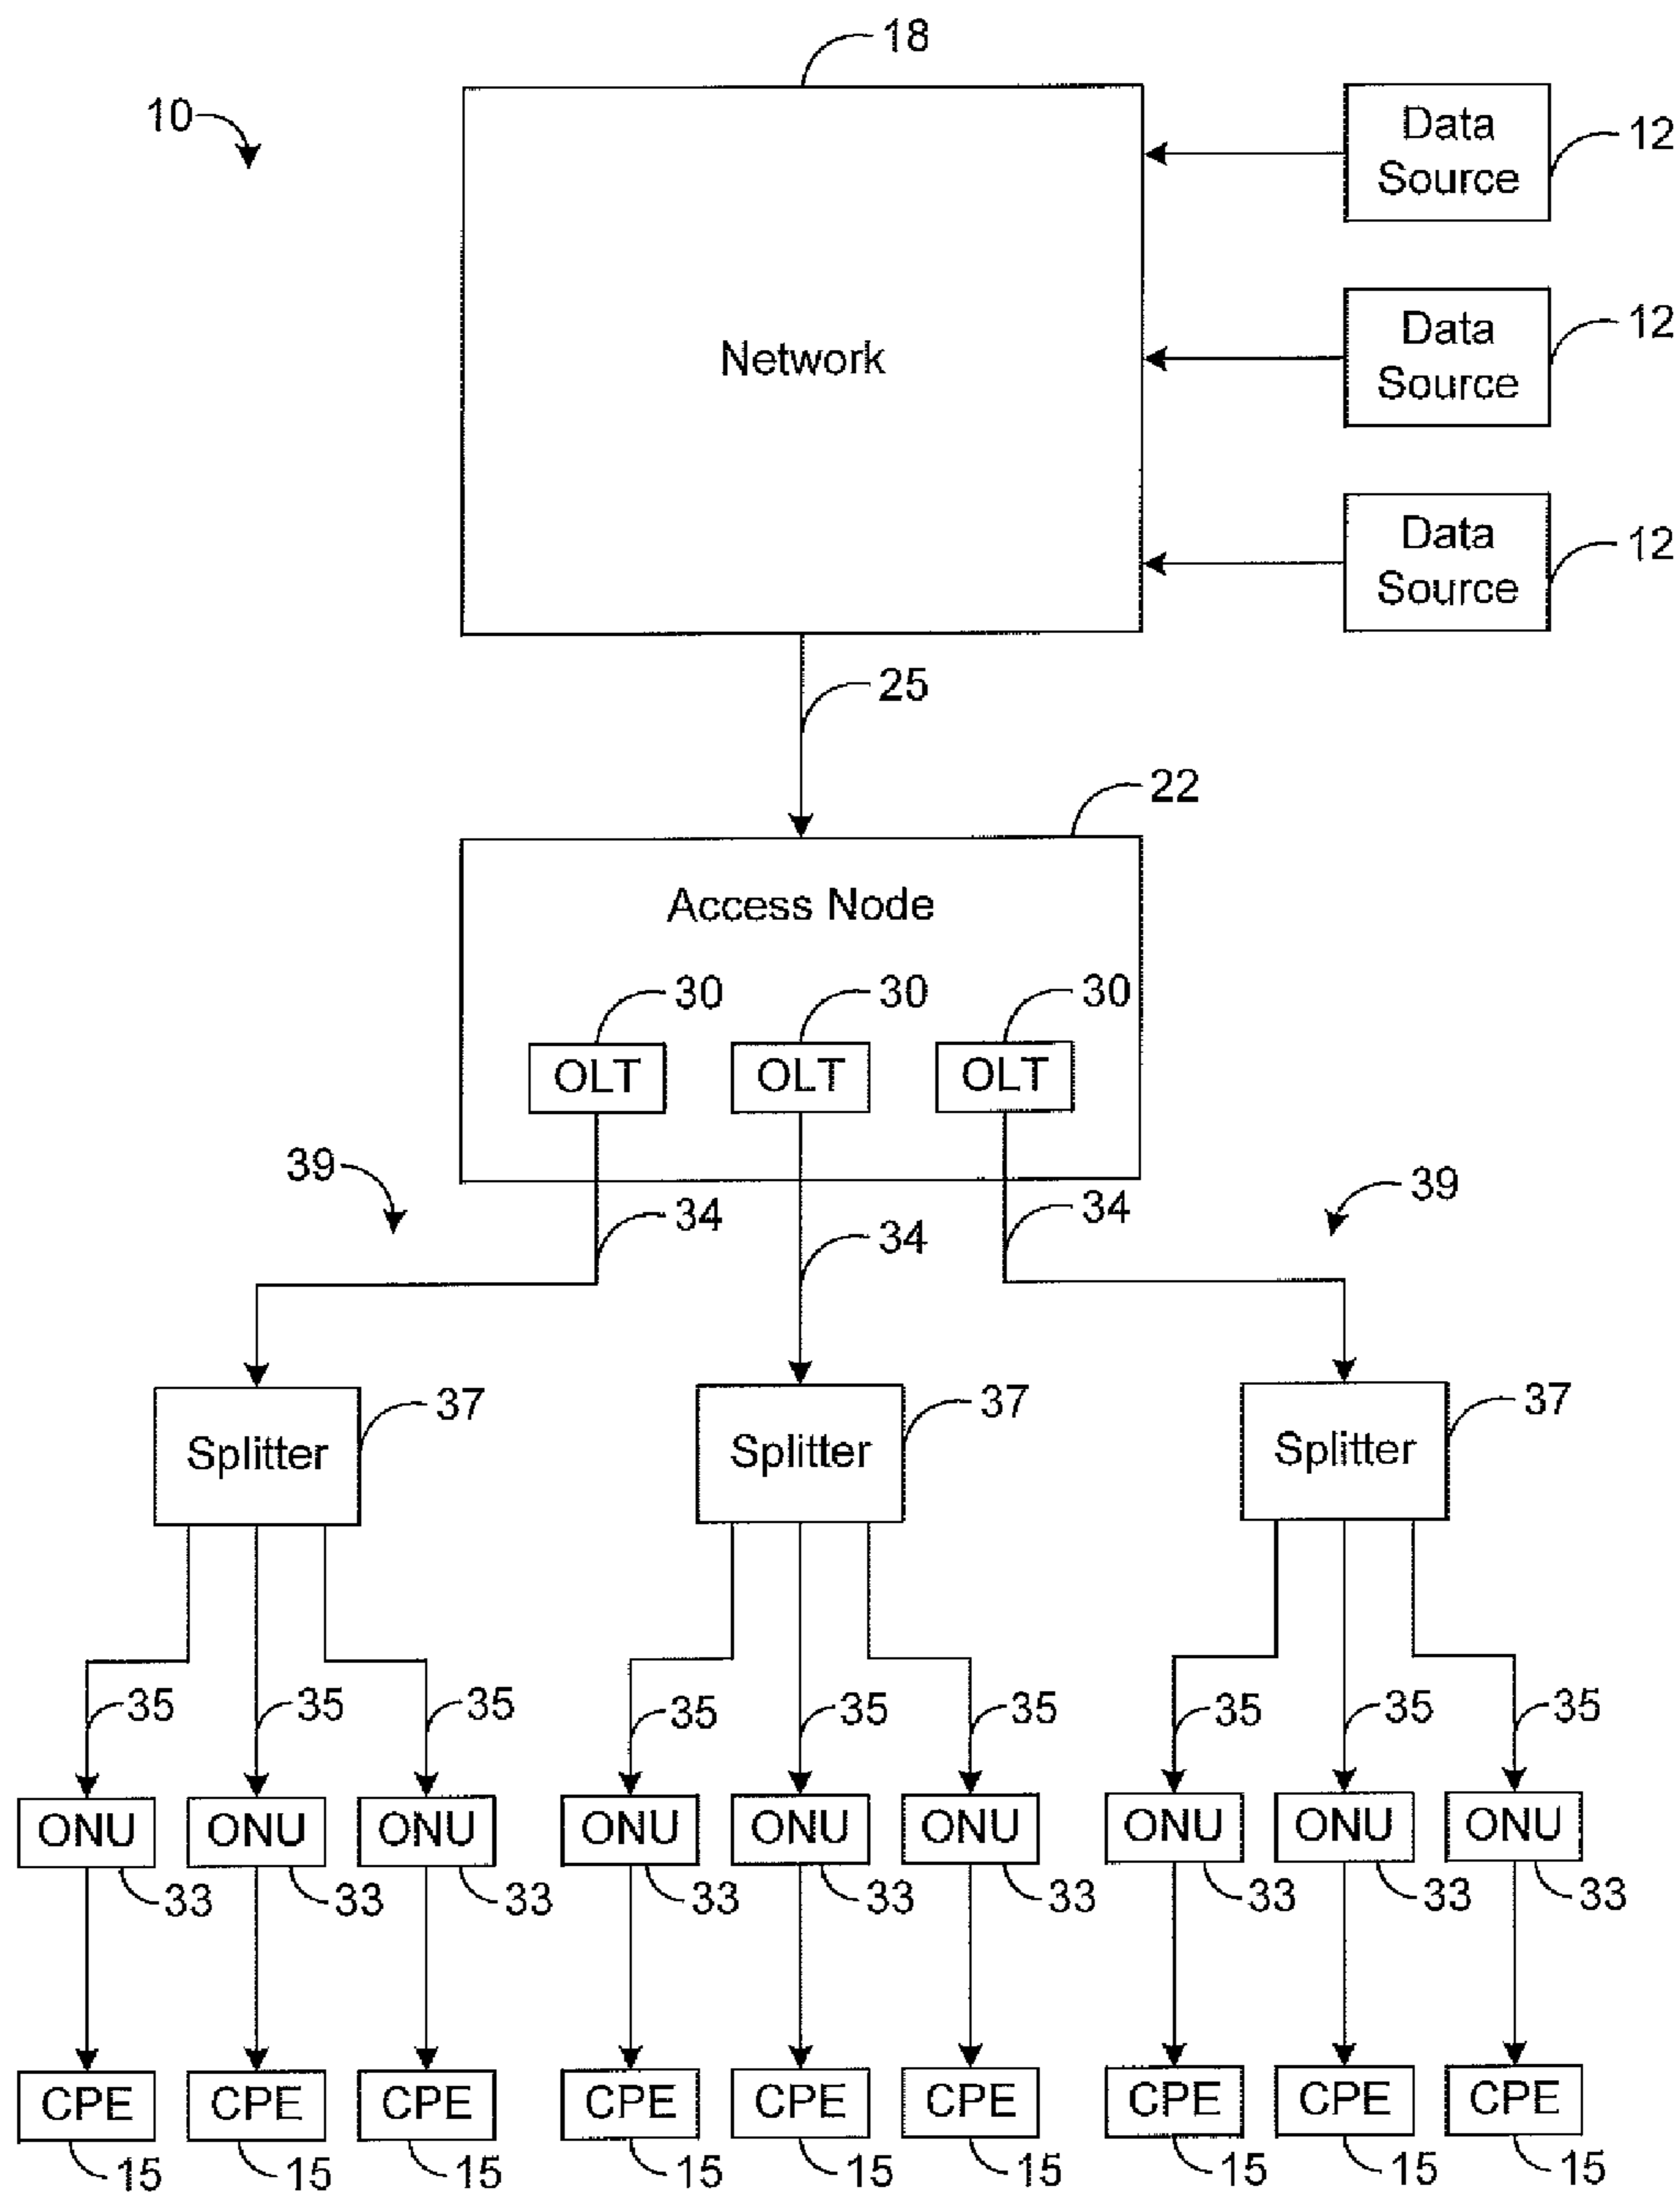 18
10
Data
Source
12
Network
Data
Source
12
Data
Source
12
25
22
Access Node
30 30 30
OLT OLT OLT
39 34 34 34 39
37 37 37
Splitter Splitter Splitter
35 35 35 35 35 35 35 35 35
ONU ONU ONU ONU ONU ONU ONU ONU ONU
33 33 33 33 33 33 33 33 33
CPE CPE CPE CPE CPE CPE CPE CPE CPE
15 15 15 15 15 15 15 15 15